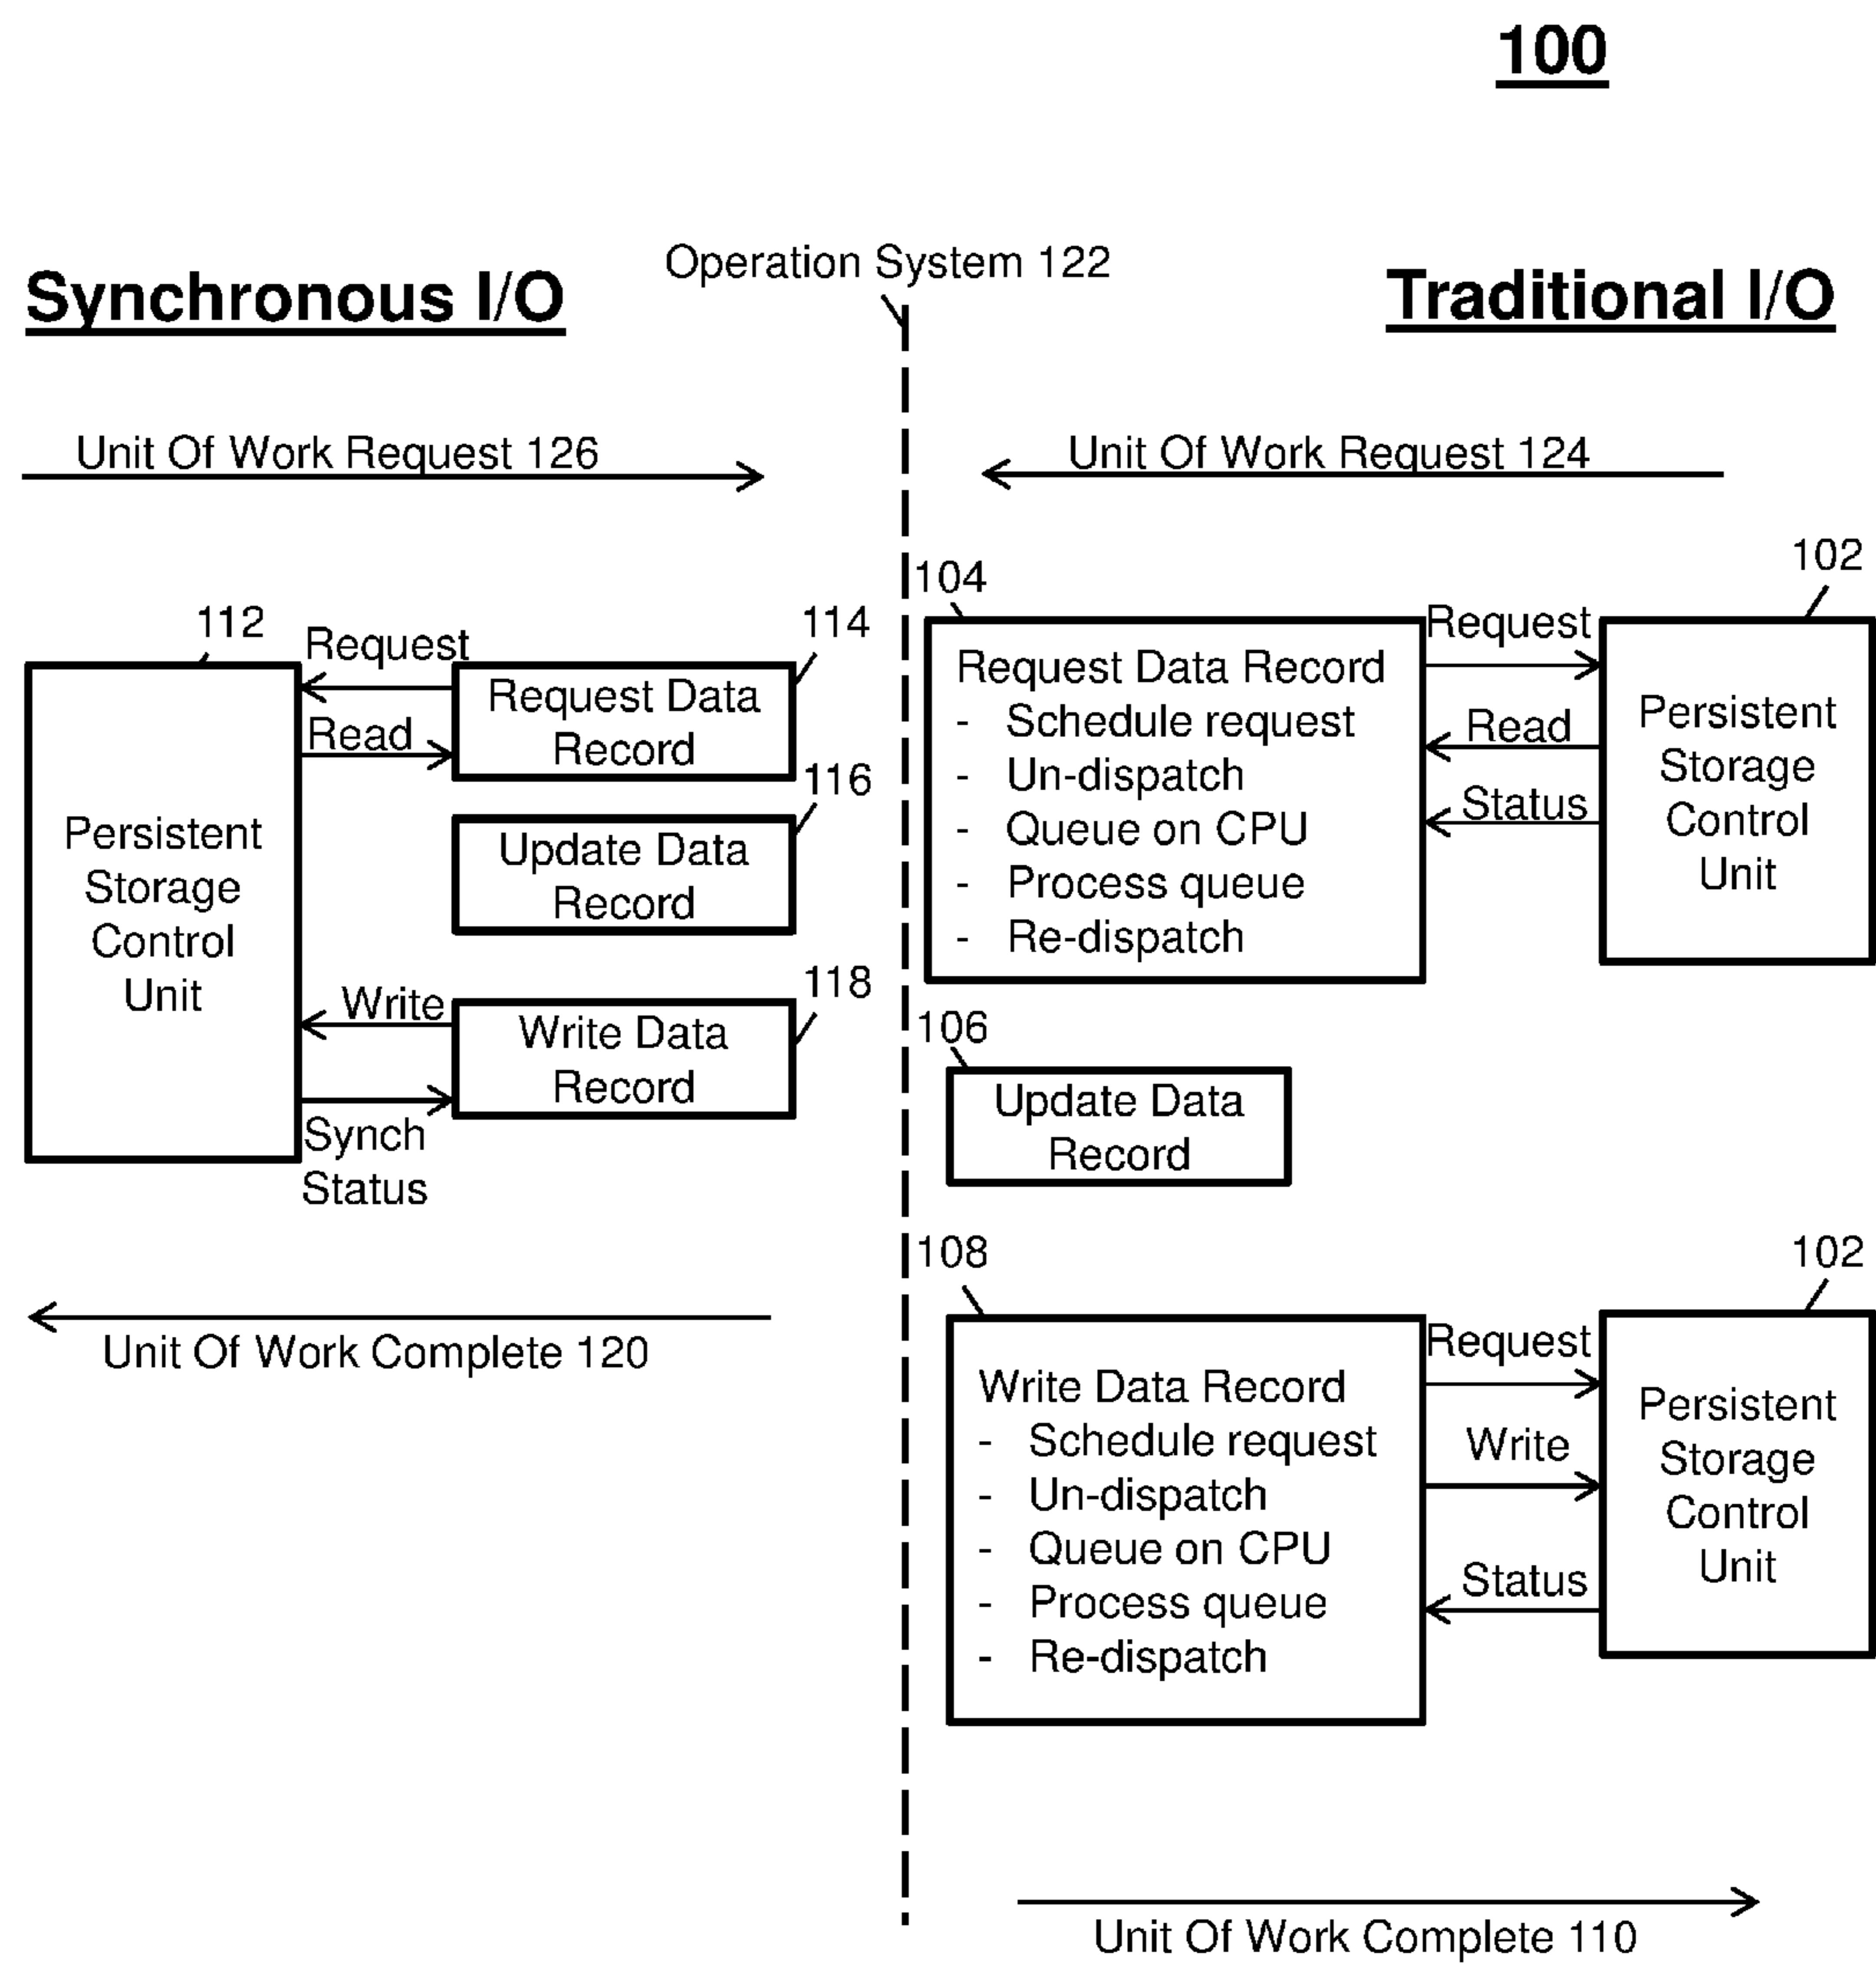 100
Operation System 122
Synchronous I/O
Traditional I/O
Unit Of Work Request 126
Unit Of Work Request 124
112
Request
Read
114
Request Data
Record
116
Update Data
Record
Persistent
Storage
Control
Unit
118
Write
Write Data
Record
Synch
Status
Unit Of Work Complete 120
104
Request Data Record
- Schedule request
- Un-dispatch
- Queue on CPU
- Process queue
- Re-dispatch
Request
Read
Status
102
Persistent
Storage
Control
Unit
106
Update Data
Record
108
Write Data Record
- Schedule request
- Un-dispatch
- Queue on CPU
- Process queue
- Re-dispatch
Request
Write
Status
102
Persistent
Storage
Control
Unit
Unit Of Work Complete 110